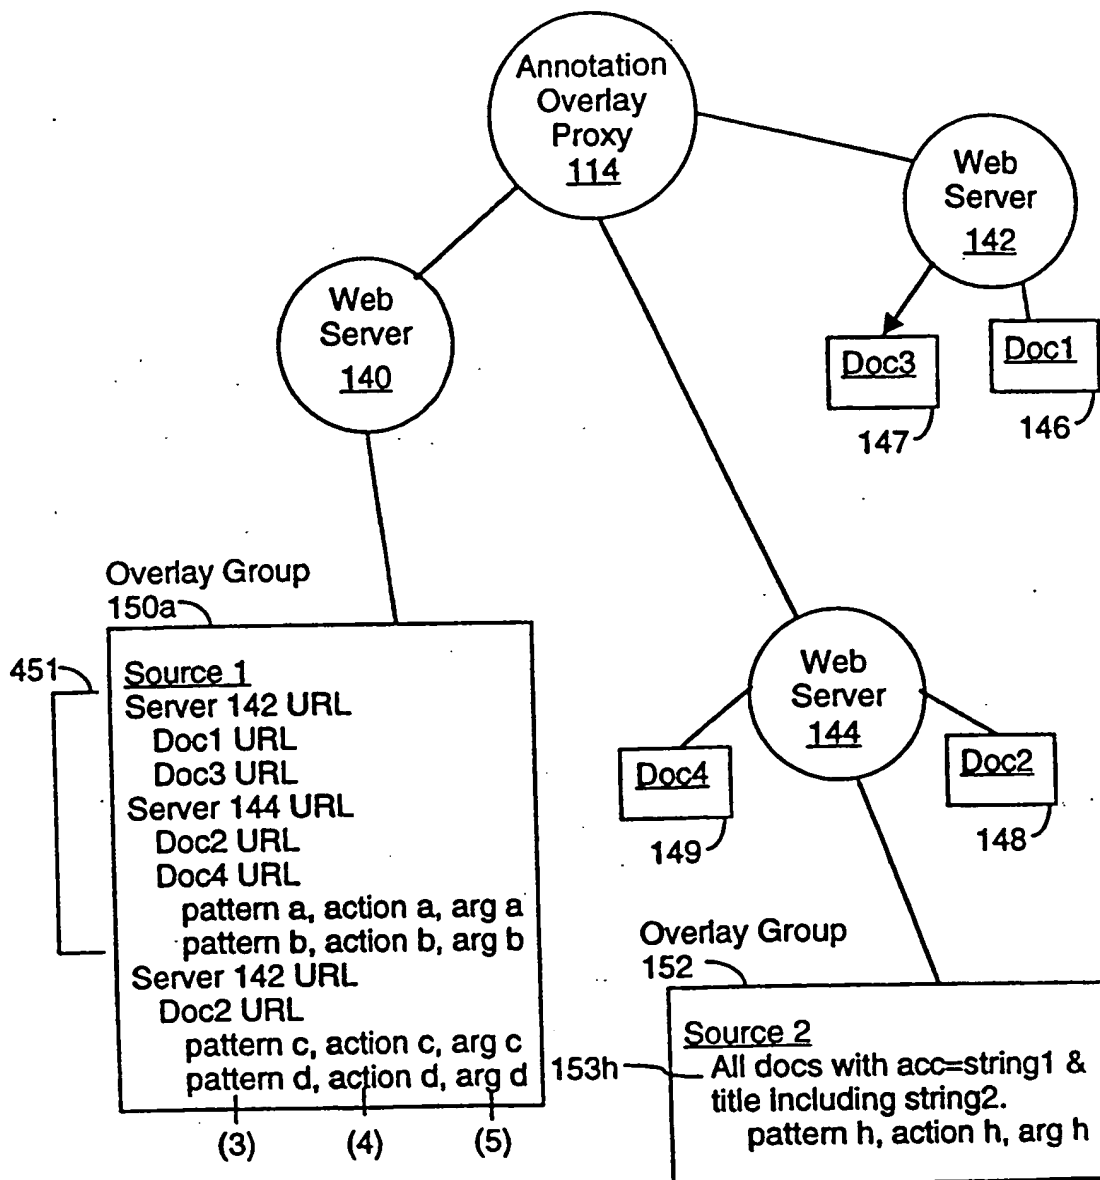 Annotation
Overlay
Proxy
114
Web
Server
142
Web
Server
140
Doc3
Doc1
147
146
Overlay Group
150a
451
Source 1
Server 142 URL
Doc1 URL
Doc3 URL
Server 144 URL
Doc2 URL
Doc4 URL
pattern a, action a, arg a
pattern b, action b, arg b
Server 142 URL
Doc2 URL
pattern c, action c, arg c
pattern d, action d, arg d
(3) (4) (5)
Web
Server
144
Doc4
Doc2
149
148
Overlay Group
152
153h
Source 2
All docs with acc=string1 &
title including string2.
pattern h, action h, arg h